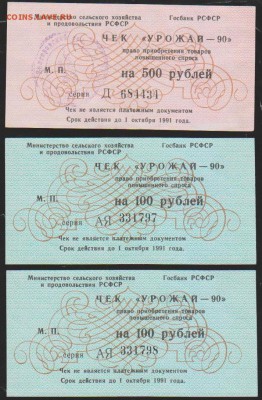 COINSS.RU
Министерство сельского хозяйства Госбанк РСФСР
и продовольствия РСФСР
ЧЕК «УРОЖАЙ—90»
право приобретения товаров
повышенного спроса
М. П. на 500 рублей
серия Д 684434
Чек не является платежным документом
Срок действия до 1 октября 1991 года.
Министерство сельского хозяйства Госбанк РСФСР
и продовольствия РСФСР
ЧЕК «УРОЖАЙ—90»
право приобретения товаров
повышенного спроса
М. П. на 100 рублей
серия АЯ 331797
Чек не является платежным документом
Срок действия до 1 октября 1991 года.
Министерство сельского хозяйства Госбанк РСФСР
и продовольствия РСФСР
ЧЕК «УРОЖАЙ—90»
право приобретения товаров
повышенного спроса
М. П. на 100 рублей
серия АЯ 331798
Чек не является платежным документом
Срок действия до 1 октября 1991 года.